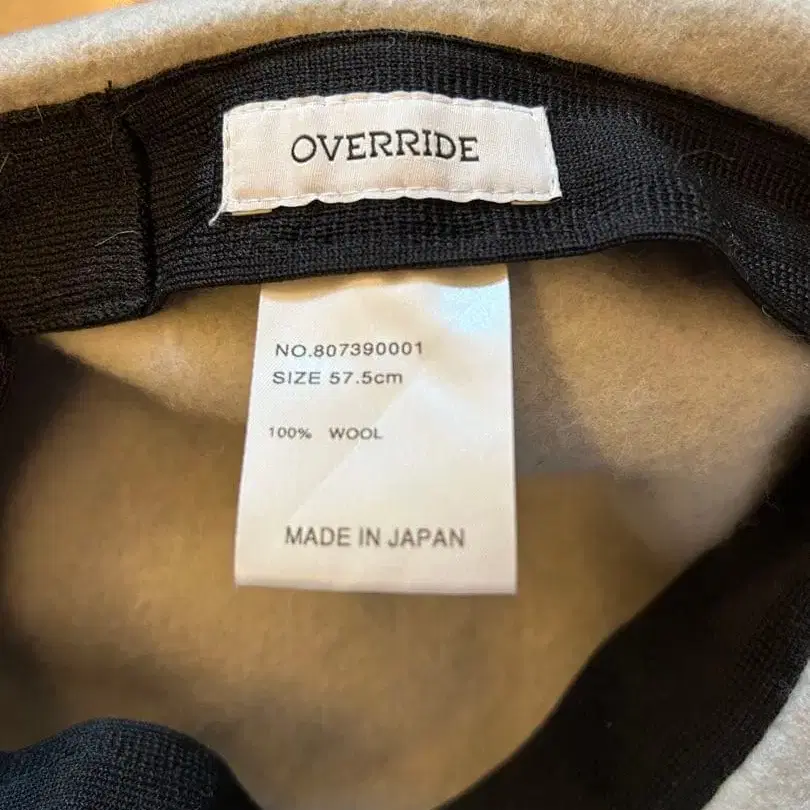 OVERRIDE
NO.807390001
SIZE 57.5cm
100% WOOL
MADE IN JAPAN